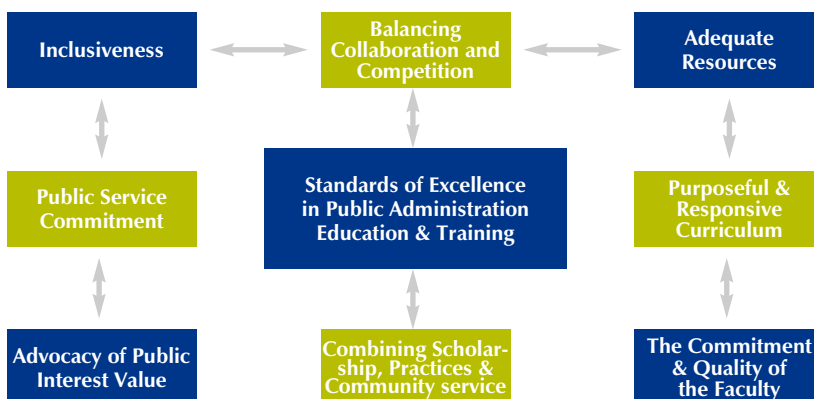 Inclusiveness
Balancing
Collaboration and
Competition
Adequate
Resources
Public Service
Commitment
Standards of Excellence
in Public Administration
Education & Training
Purposeful &
Responsive
Curriculum
Advocacy of Public
Interest Value
Combining Scholar-
ship, Practices &
Community service
The Commitment
& Quality of
the Faculty